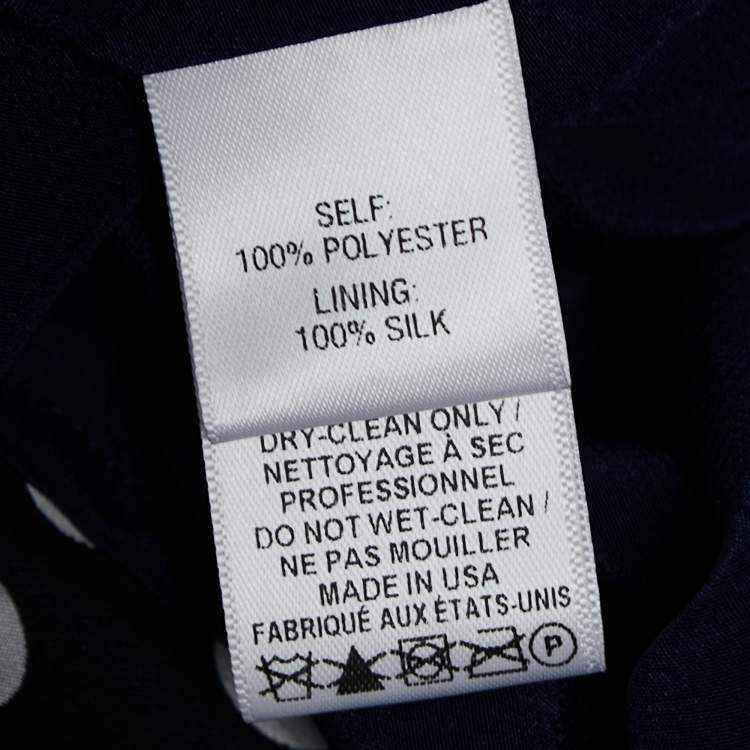 SELF:
100% POLYESTER
LINING:
100% SILK
DRY-CLEAN ONLY /
NETTOYAGE À SEC
PROFESSIONNEL
DO NOT WET-CLEAN /
NE PAS MOUILLER
MADE IN USA
FABRIQUÉ AUX ÉTATS-UNIS
P